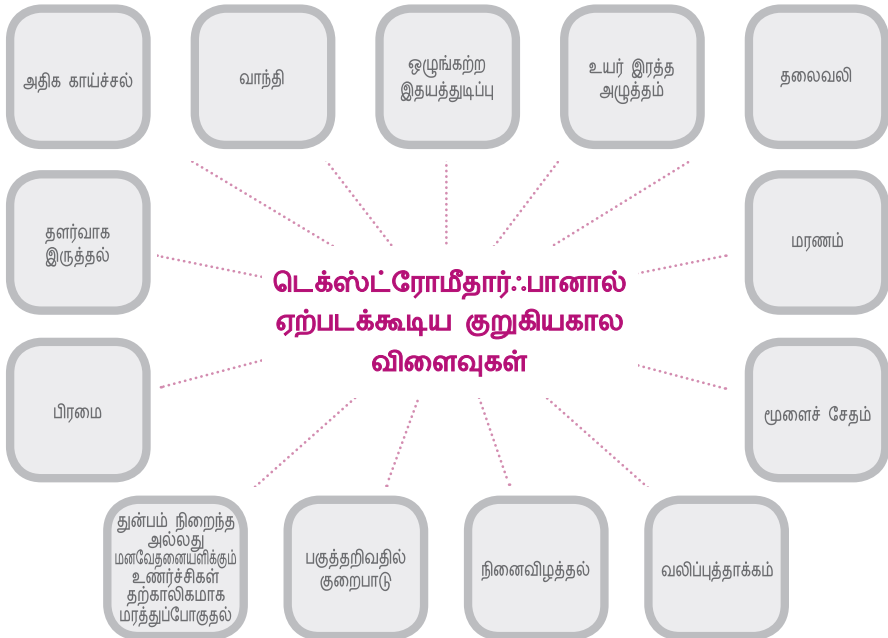 அதிக காய்ச்சல்
வாந்தி
ஒழுங்கற்ற
இதயத்துடிப்பு
உயர் இரத்த
அழுத்தம்
தலைவலி
தளர்வாக
இருத்தல்
மரணம்
டெக்ஸ்ட்ரோமீதார்ஃபானால்
ஏற்படக்கூடிய குறுகியகால
விளைவுகள்
பிரமை
மூளைச் சேதம்
துன்பம் நிறைந்த
அல்லது
மனவேதனையளிக்கும்
உணர்ச்சிகள்
தற்காலிகமாக
மரத்துப்போகுதல்
பகுத்தறிவதில்
குறைபாடு
நினைவிழத்தல்
வலிப்புத்தாக்கம்